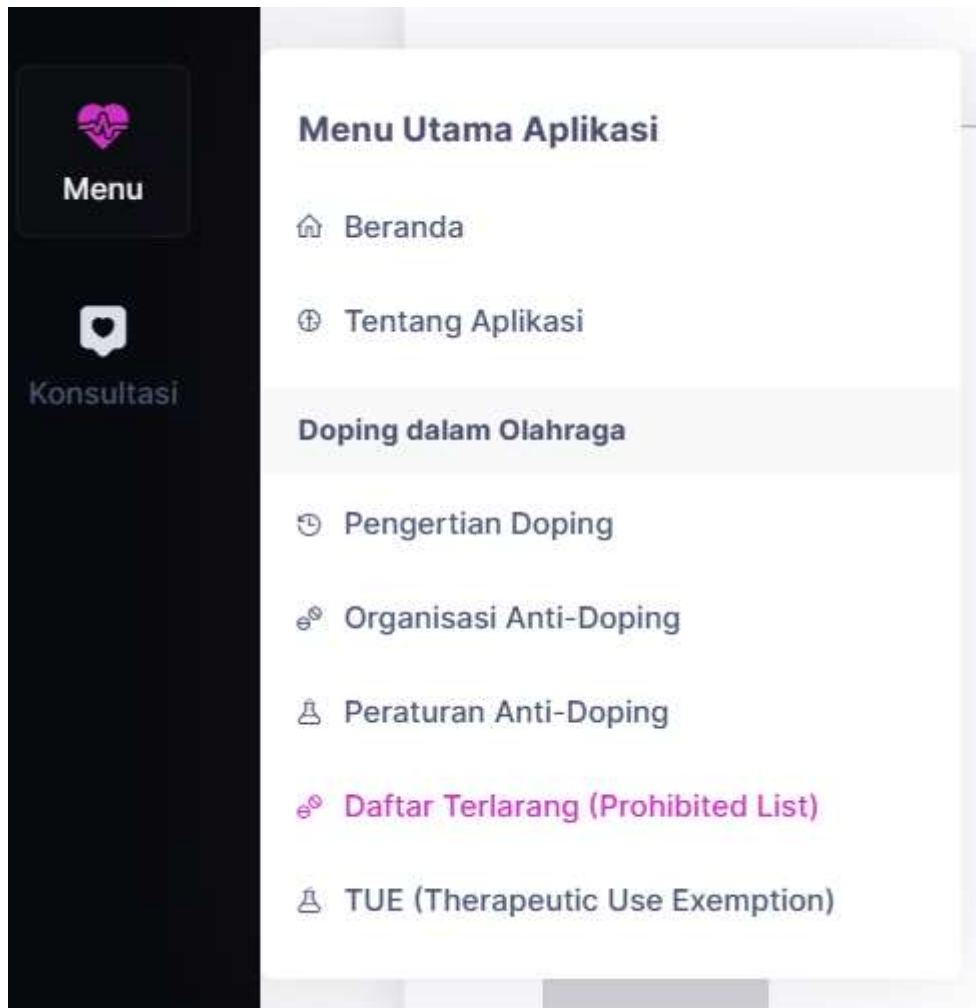 Menu
Konsultasi
Menu Utama Aplikasi
Beranda
Tentang Aplikasi
Doping dalam Olahraga
Pengertian Doping
Organisasi Anti-Doping
Peraturan Anti-Doping
Daftar Terlarang (Prohibited List)
TUE (Therapeutic Use Exemption)